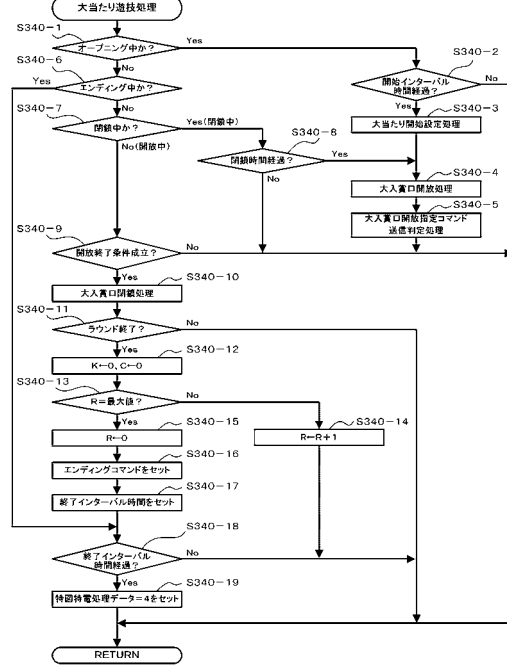 大当たり遊技処理
S340-1
オープニング中か?
Yes
No
S340-2
開始インターバル
時間経過?
No
Yes
S340-3
大当たり開始設定処理
S340-6
Yes
エンディング中か?
No
S340-7
閉鎖中か?
Yes(閉鎖中)
No(開放中)
S340-8
閉鎖時間経過?
Yes
No
S340-4
大入賞口開放処理
S340-5
大入賞口開放指定コマンド
送信判定処理
S340-9
開放終了条件成立?
No
Yes
S340-10
大入賞口閉鎖処理
S340-11
ラウンド終了?
No
Yes
S340-12
K←0、C←0
S340-13
R=最大値?
No
Yes
S340-14
R←R+1
S340-15
R←0
S340-16
エンディングコマンドをセット
S340-17
終了インターバル時間をセット
S340-18
終了インターバル
時間経過?
No
Yes
S340-19
特図特電処理データ=4をセット
RETURN